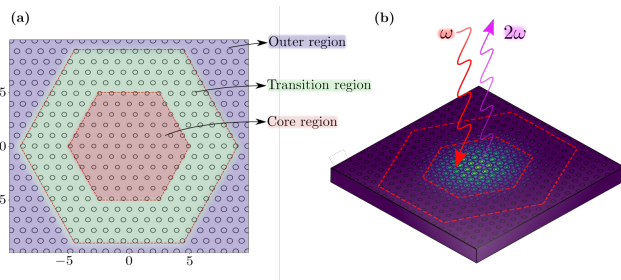 (a)
Outer region
Transition region
Core region
5
0
5
−5
0
5
(b)
ω
2ω